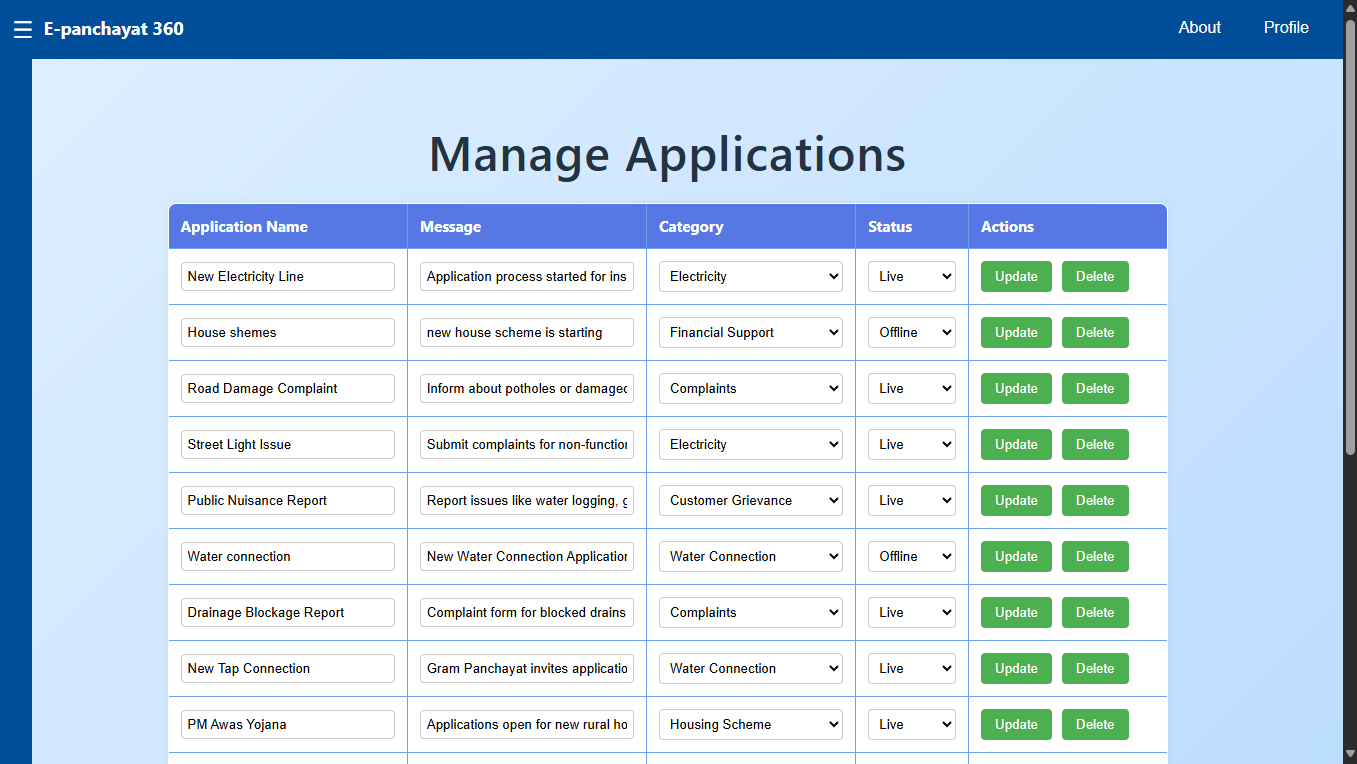 ☰ E-panchayat 360 About Profile
Manage Applications
Application Name Message Category Status Actions
New Electricity Line Application process started for ins Electricity Live Update Delete
House shemes new house scheme is starting Financial Support Offline Update Delete
Road Damage Complaint Inform about potholes or damaged Complaints Live Update Delete
Street Light Issue Submit complaints for non-function Electricity Live Update Delete
Public Nuisance Report Report issues like water logging, g Customer Grievance Live Update Delete
Water connection New Water Connection Application Water Connection Offline Update Delete
Drainage Blockage Report Complaint form for blocked drains Complaints Live Update Delete
New Tap Connection Gram Panchayat invites applicatio Water Connection Live Update Delete
PM Awas Yojana Applications open for new rural ho Housing Scheme Live Update Delete